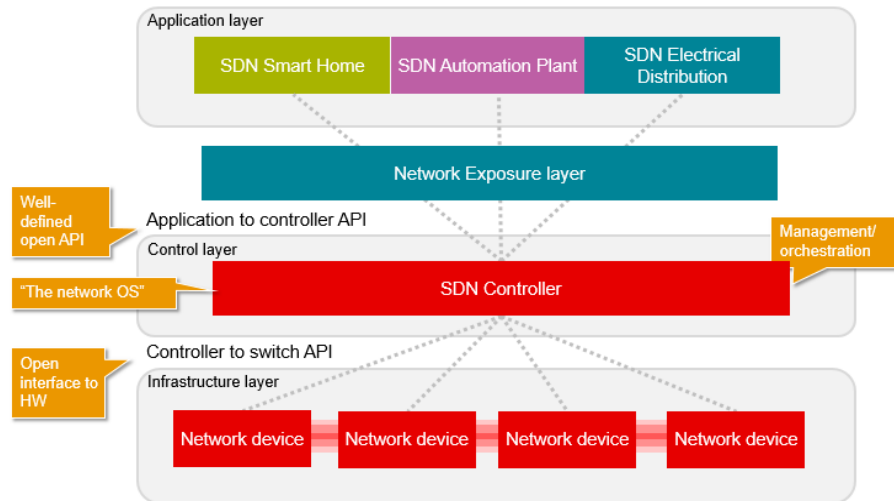 Application layer
SDN Smart Home
SDN Automation Plant
SDN Electrical
Distribution
Network Exposure layer
Well-
defined
open API
Application to controller API
Control layer
Management/
orchestration
"The network OS"
SDN Controller
Controller to switch API
Open
interface to
HW
Infrastructure layer
Network device
Network device
Network device
Network device